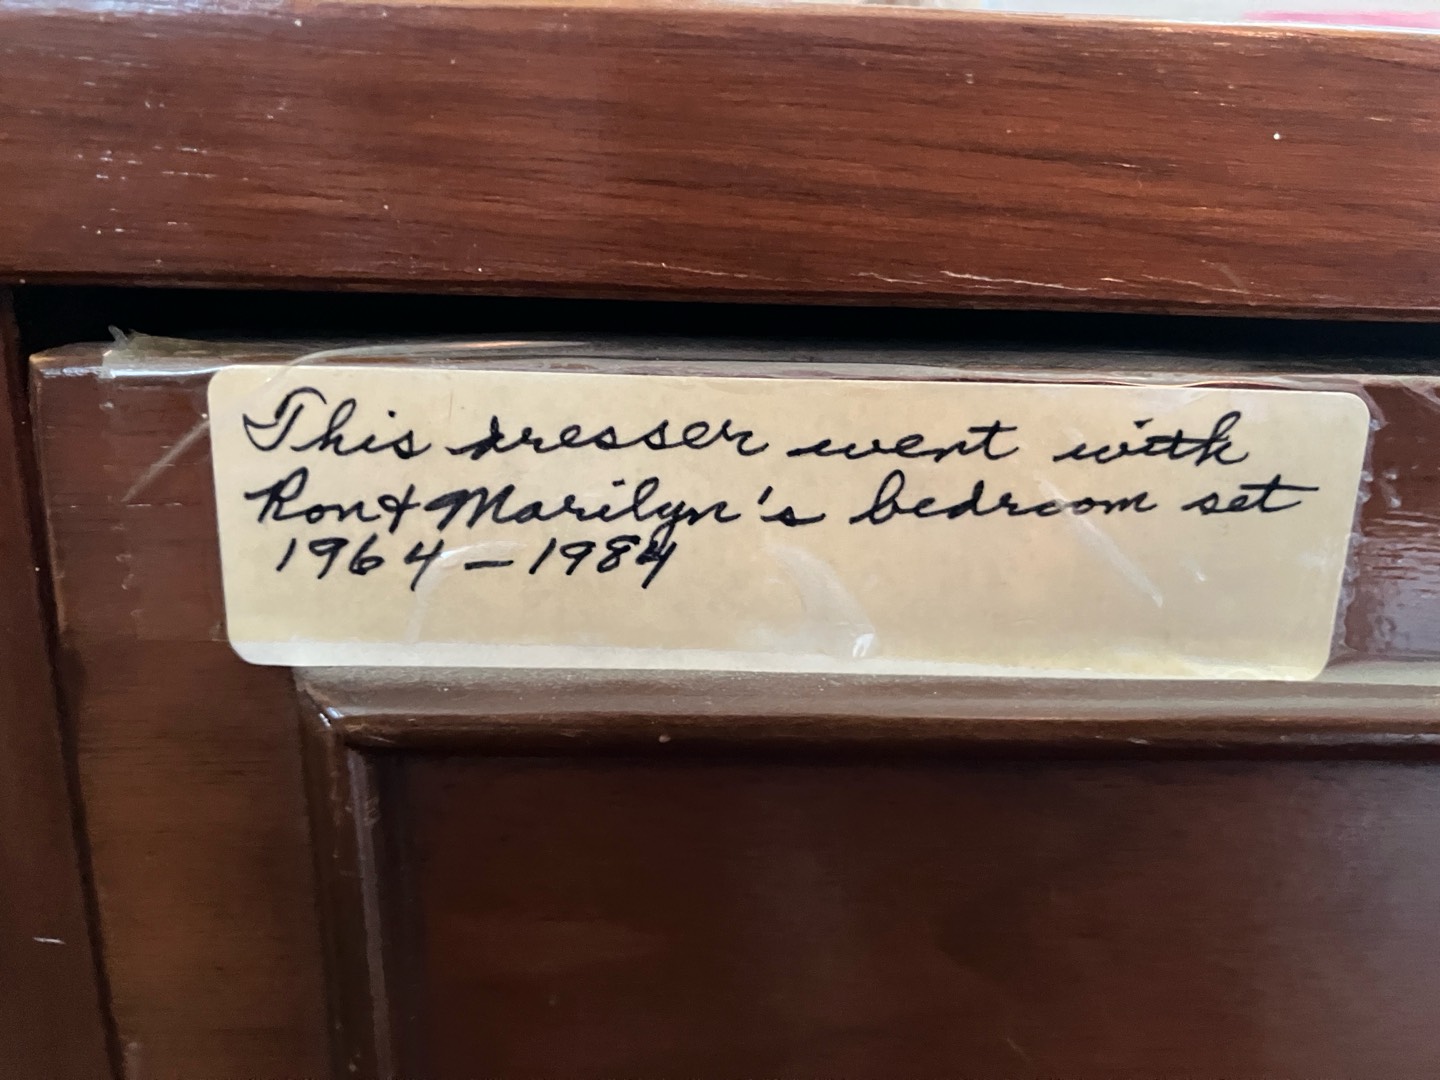 This dresser went with
Ron & Marilyn's bedroom set
1964 – 1984